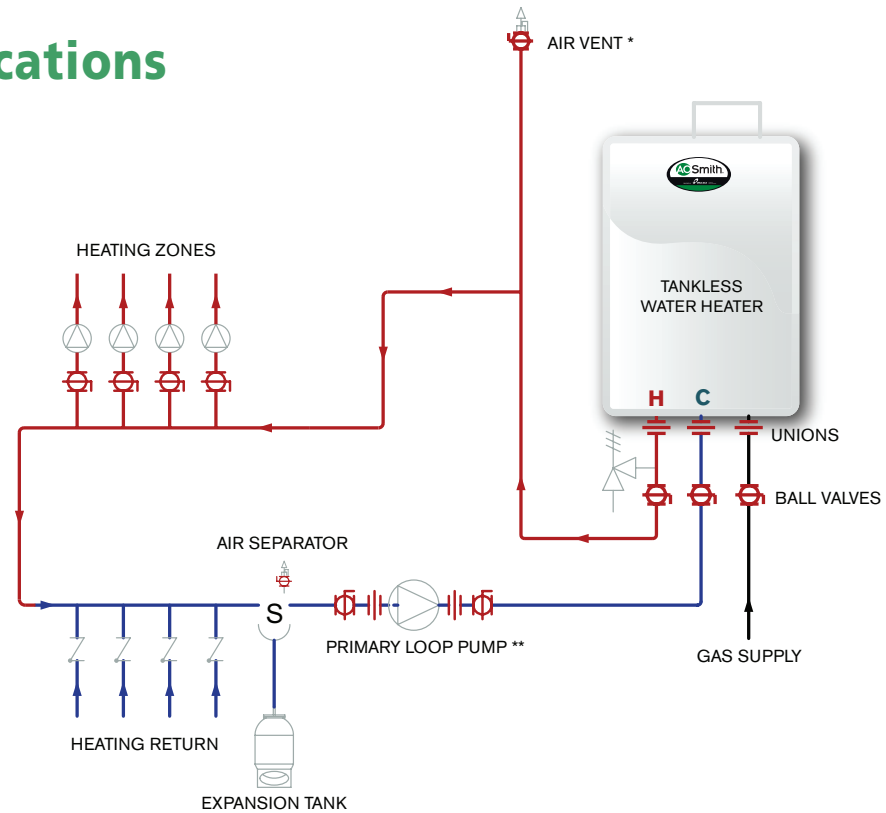 cations
AIR VENT *
AO Smith
HEATING ZONES
TANKLESS
WATER HEATER
H C
UNIONS
BALL VALVES
AIR SEPARATOR
S
PRIMARY LOOP PUMP **
GAS SUPPLY
HEATING RETURN
EXPANSION TANK